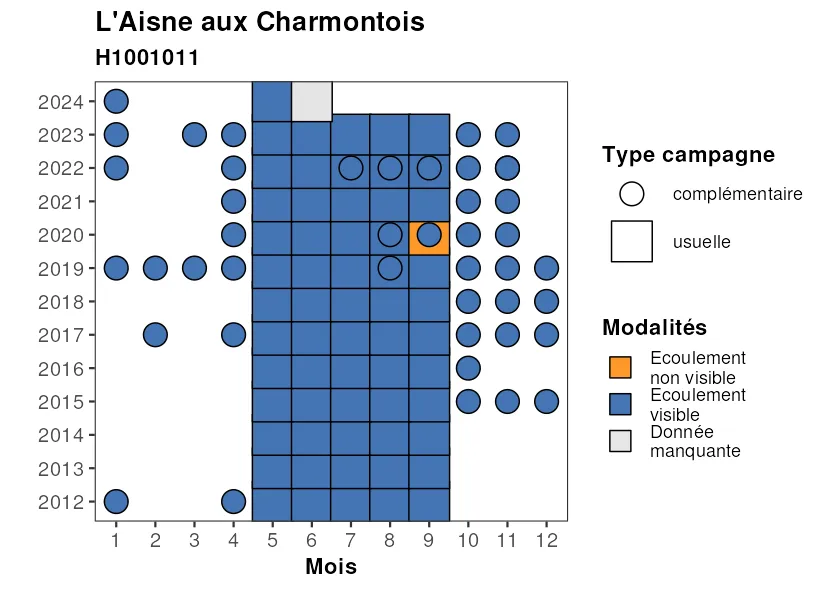 L'Aisne aux Charmontois
H1001011
2024
2023
2022
2021
2020
2019
2018
2017
2016
2015
2014
2013
2012
1 2 3 4 5 6 7 8 9 10 11 12
Mois
Type campagne
complémentaire
usuelle
Modalités
Ecoulement
non visible
Ecoulement
visible
Donnée
manquante